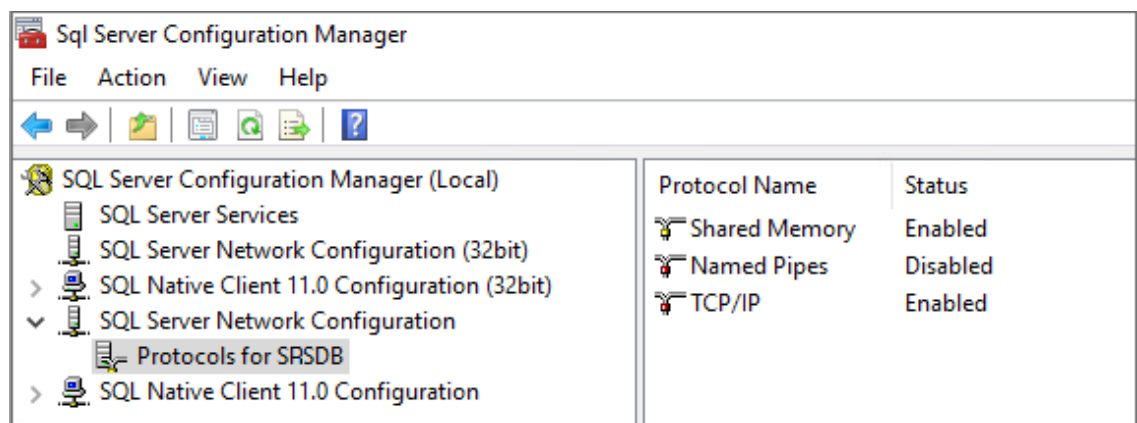 Sql Server Configuration Manager
File Action View Help
SQL Server Configuration Manager (Local)
SQL Server Services
SQL Server Network Configuration (32bit)
SQL Native Client 11.0 Configuration (32bit)
SQL Server Network Configuration
Protocols for SRSDB
SQL Native Client 11.0 Configuration
Protocol Name Status
Shared Memory Enabled
Named Pipes Disabled
TCP/IP Enabled